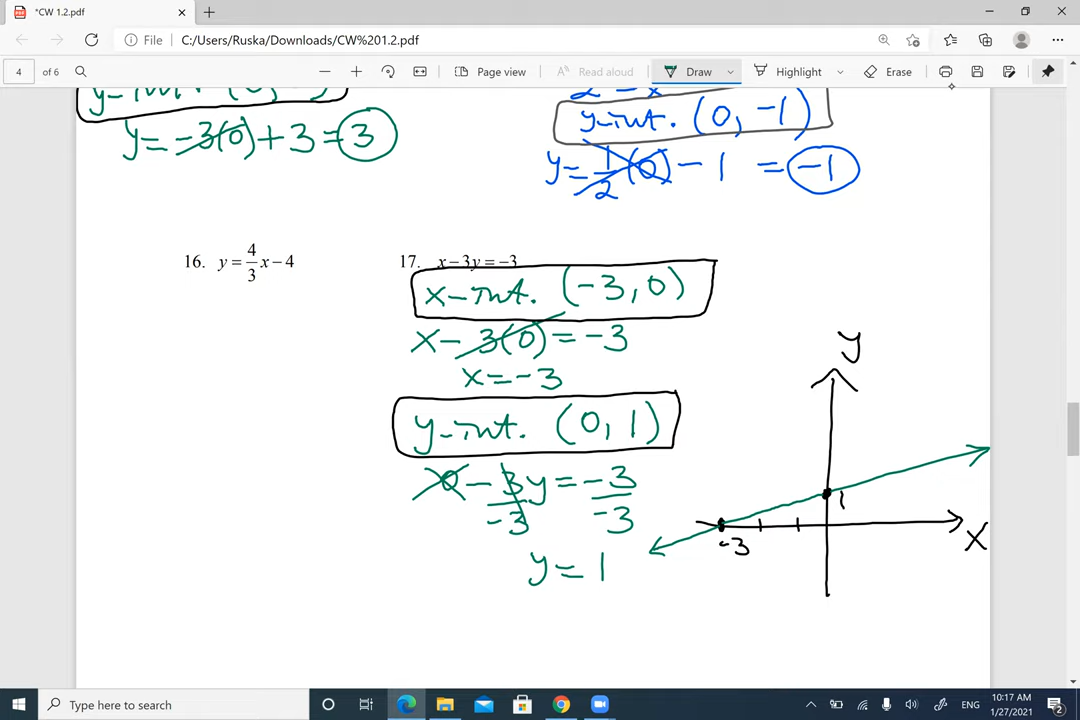 *CW 1.2.pdf
File C:/Users/Ruska/Downloads/CW%201.2.pdf
4 of 6 Page view Read aloud Draw Highlight Erase
y = -3(0) + 3 = 3
y-int. (0, -1)
y = 1/2 (0) - 1 = -1
16. y = 4/3 x - 4
17. x - 3y = -3
x-int. (-3, 0)
x - 3(0) = -3
x = -3
y-int. (0, 1)
0 - 3y = -3
-3 -3
y = 1
y
1
-3
X
Type here to search
ENG
10:17 AM
1/27/2021
2